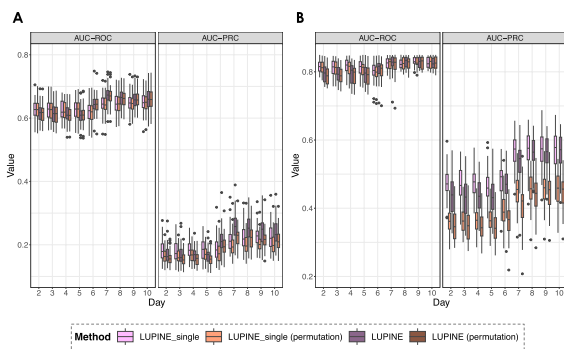 A
B
AUC−ROC
AUC−PRC
AUC−ROC
AUC−PRC
Value
0.8
0.6
0.4
0.2
Value
0.8
0.6
0.4
0.2
2 3 4 5 6 7 8 9 10
2 3 4 5 6 7 8 9 10
2 3 4 5 6 7 8 9 10
2 3 4 5 6 7 8 9 10
Day
Day
Method LUPINE_single LUPINE_single (permutation) LUPINE LUPINE (permutation)